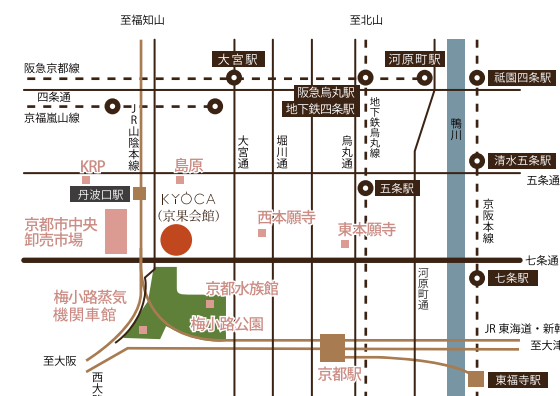 至福知山
至北山
大宮駅
河原町駅
阪急京都線
祇園四条駅
四条通
阪急烏丸駅
地下鉄四条駅
京福嵐山線
JR山陰本線
大宮通
堀川通
烏丸通
地下鉄烏丸線
鴨川
清水五条駅
KRP
島原
五条通
丹波口駅
KYOCA
(京果会館)
五条駅
京都市中央
卸売市場
西本願寺
東本願寺
京阪本線
七条通
河原町通
七条駅
梅小路蒸気
機関車館
京都水族館
梅小路公園
JR 東海道・新幹
至大津
至大阪
西大
京都駅
東福寺駅